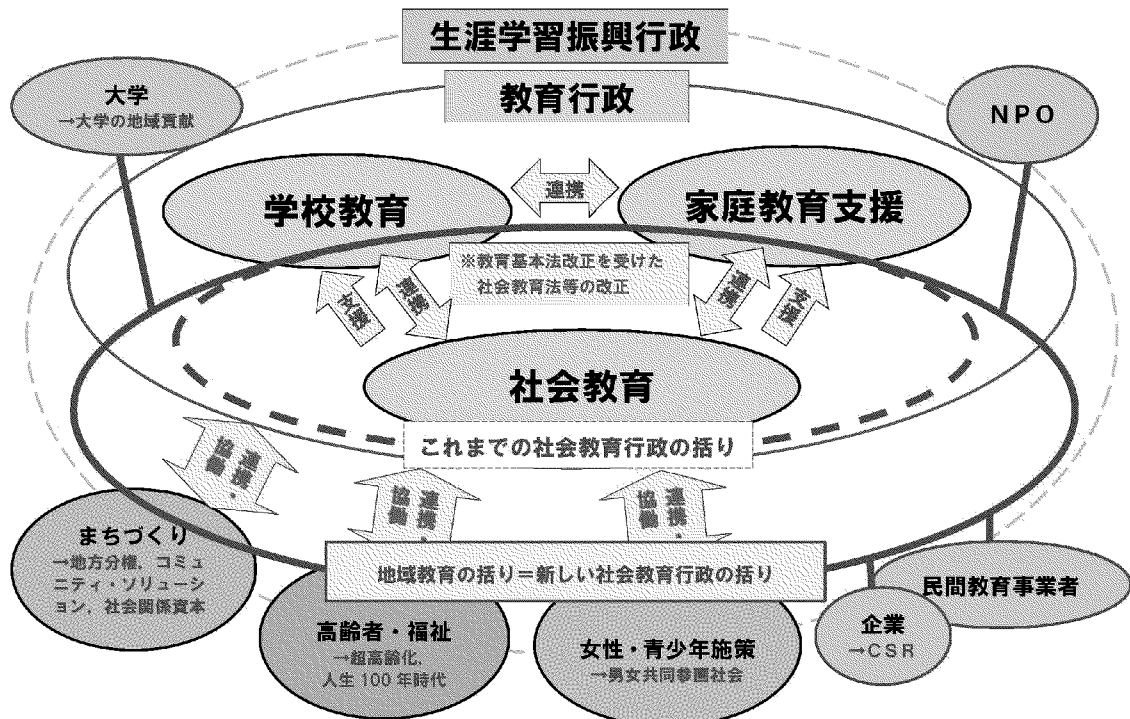 生涯学習振興行政
教育行政
大学
→大学の地域貢献
NPO
学校教育
連携
家庭教育支援
※教育基本法改正を受けた
社会教育法等の改正
支援
連携
連携
支援
社会教育
これまでの社会教育行政の括り
連携・
協働
連携・
協働
連携・
協働
まちづくり
→地方分権，コミュ
ニティ・ソリューシ
ョン，社会関係資本
地域教育の括り＝新しい社会教育行政の括り
高齢者・福祉
→超高齢化，
人生100年時代
女性・青少年施策
→男女共同参画社会
企業
→CSR
民間教育事業者